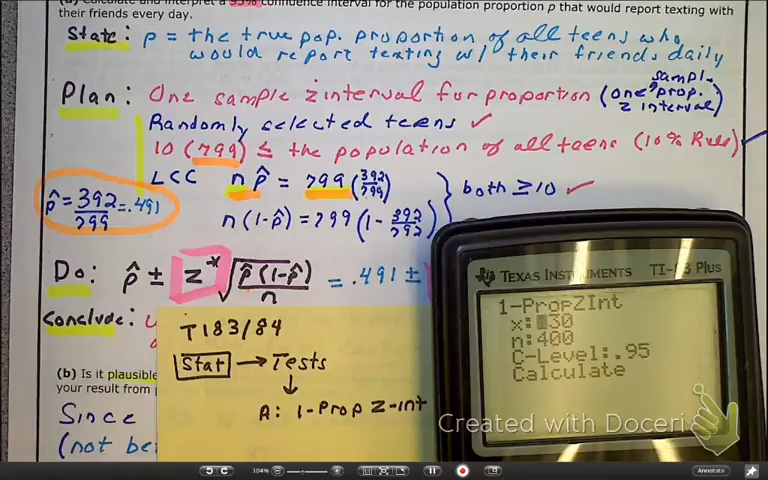 (a) Calculate and interpret a 95% confidence interval for the population proportion p that would report texting with
their friends every day.
State: p = the true pop. proportion of all teens who
would report texting w/ their friends daily
Plan: One sample z interval for proportion (one sampl. prop. z interval)
Randomly selected teens ✓
10 (799) ≤ the population of all teens (10% Rule) ✓
LCC n p̂ = 799 (392/799)
both ≥ 10 ✓
p̂ = 392/799 = .491
n(1-p̂) = 799 (1 - 392/799)
Do: p̂ ± z* √p̂(1-p̂)/n = .491 ±
Conclude:
TI83/84
Stat → Tests
↓
A: 1-Prop Z-int
(b) Is it plausible
your result from
Since
(not be
TEXAS INSTRUMENTS TI-83 Plus
1-PropZInt
x: 30
n:400
C-Level:.95
Calculate
Created with Doceri
104%
Annotate